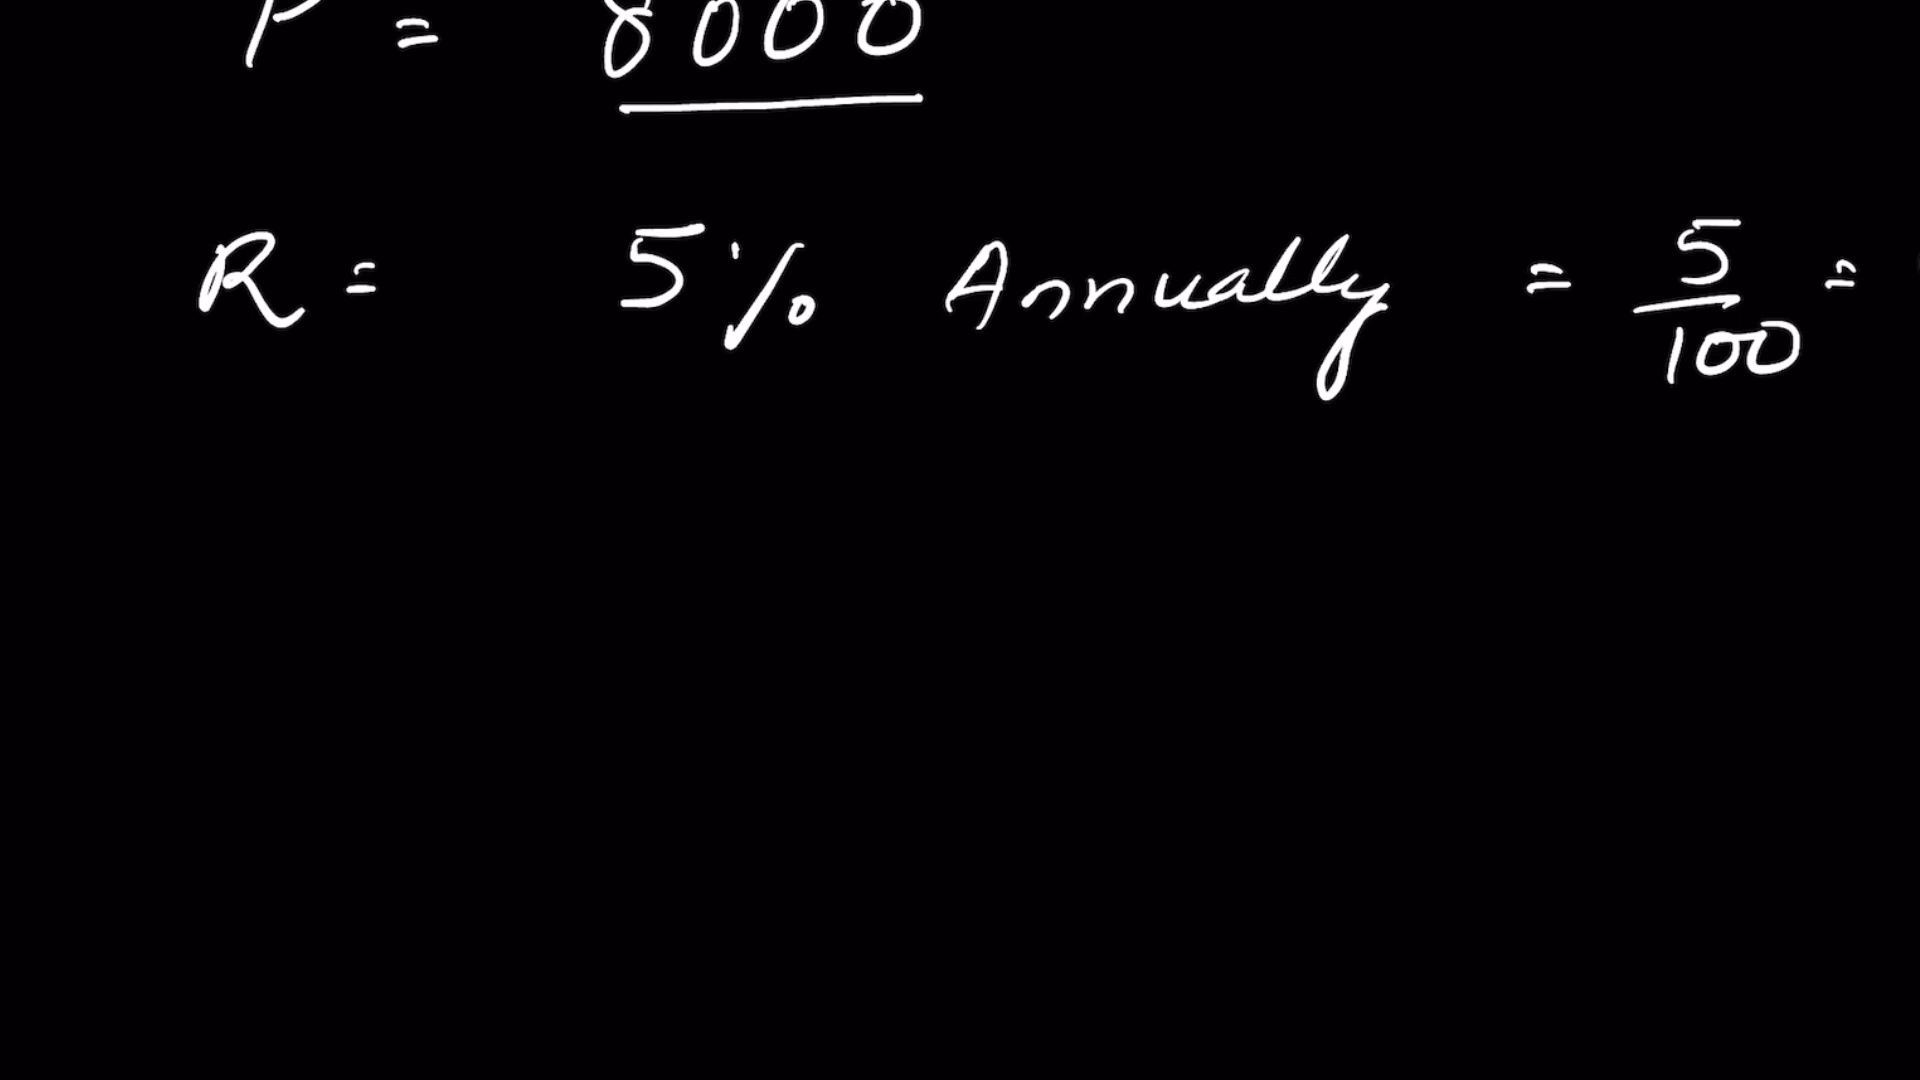 P = 8000
R = 5% Annually = 5/100 =